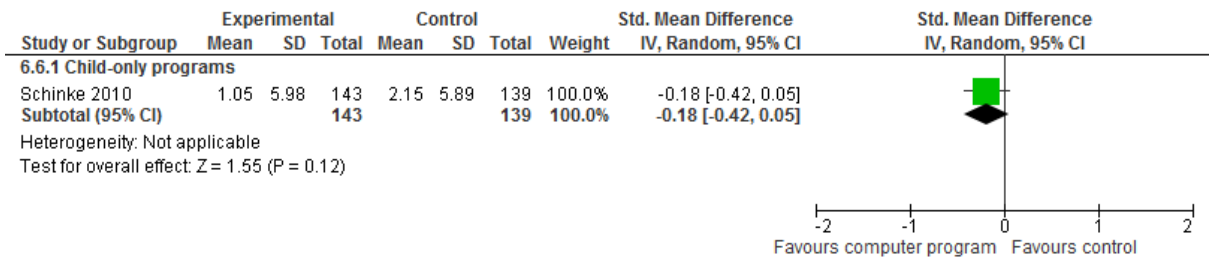 Experimental Control Std. Mean Difference Std. Mean Difference
Study or Subgroup Mean SD Total Mean SD Total Weight IV, Random, 95% CI IV, Random, 95% CI
6.6.1 Child-only programs
Schinke 2010 1.05 5.98 143 2.15 5.89 139 100.0% -0.18 [-0.42, 0.05]
Subtotal (95% CI) 143 139 100.0% -0.18 [-0.42, 0.05]
Heterogeneity: Not applicable
Test for overall effect: Z = 1.55 (P = 0.12)
-2 -1 0 1 2
Favours computer program Favours control